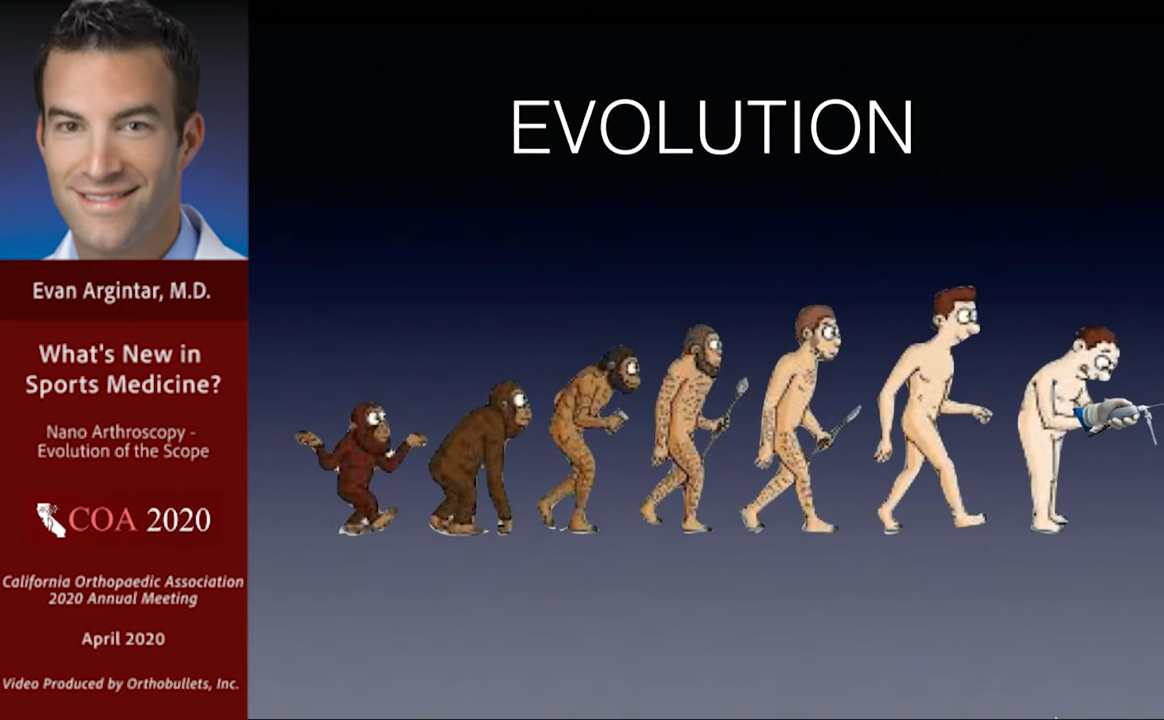 EVOLUTION
Evan Argintar, M.D.
What's New in
Sports Medicine?
Nano Arthroscopy -
Evolution of the Scope
COA 2020
California Orthopaedic Association
2020 Annual Meeting
April 2020
Video Produced by Orthobullets, Inc.